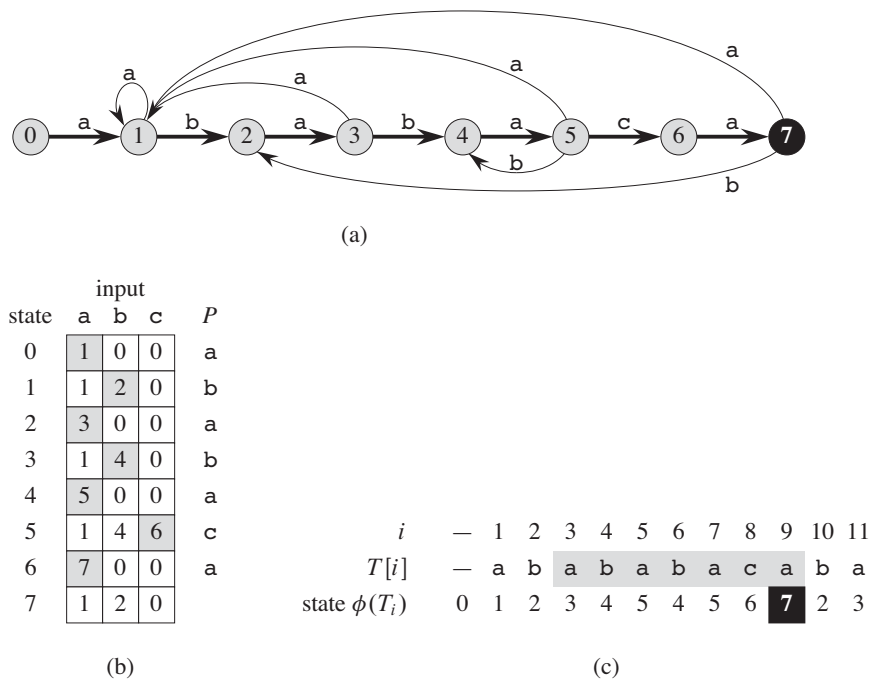 a
a
a
a
0 a 1 b 2 a 3 b 4 a 5 c 6 a 7
b
b
(a)
input
state a b c P
0 1 0 0 a
1 1 2 0 b
2 3 0 0 a
3 1 4 0 b
4 5 0 0 a
5 1 4 6 c
6 7 0 0 a
7 1 2 0
(b)
i — 1 2 3 4 5 6 7 8 9 10 11
T[i] — a b a b a b a c a b a
state ϕ(Tᵢ) 0 1 2 3 4 5 4 5 6 7 2 3
(c)